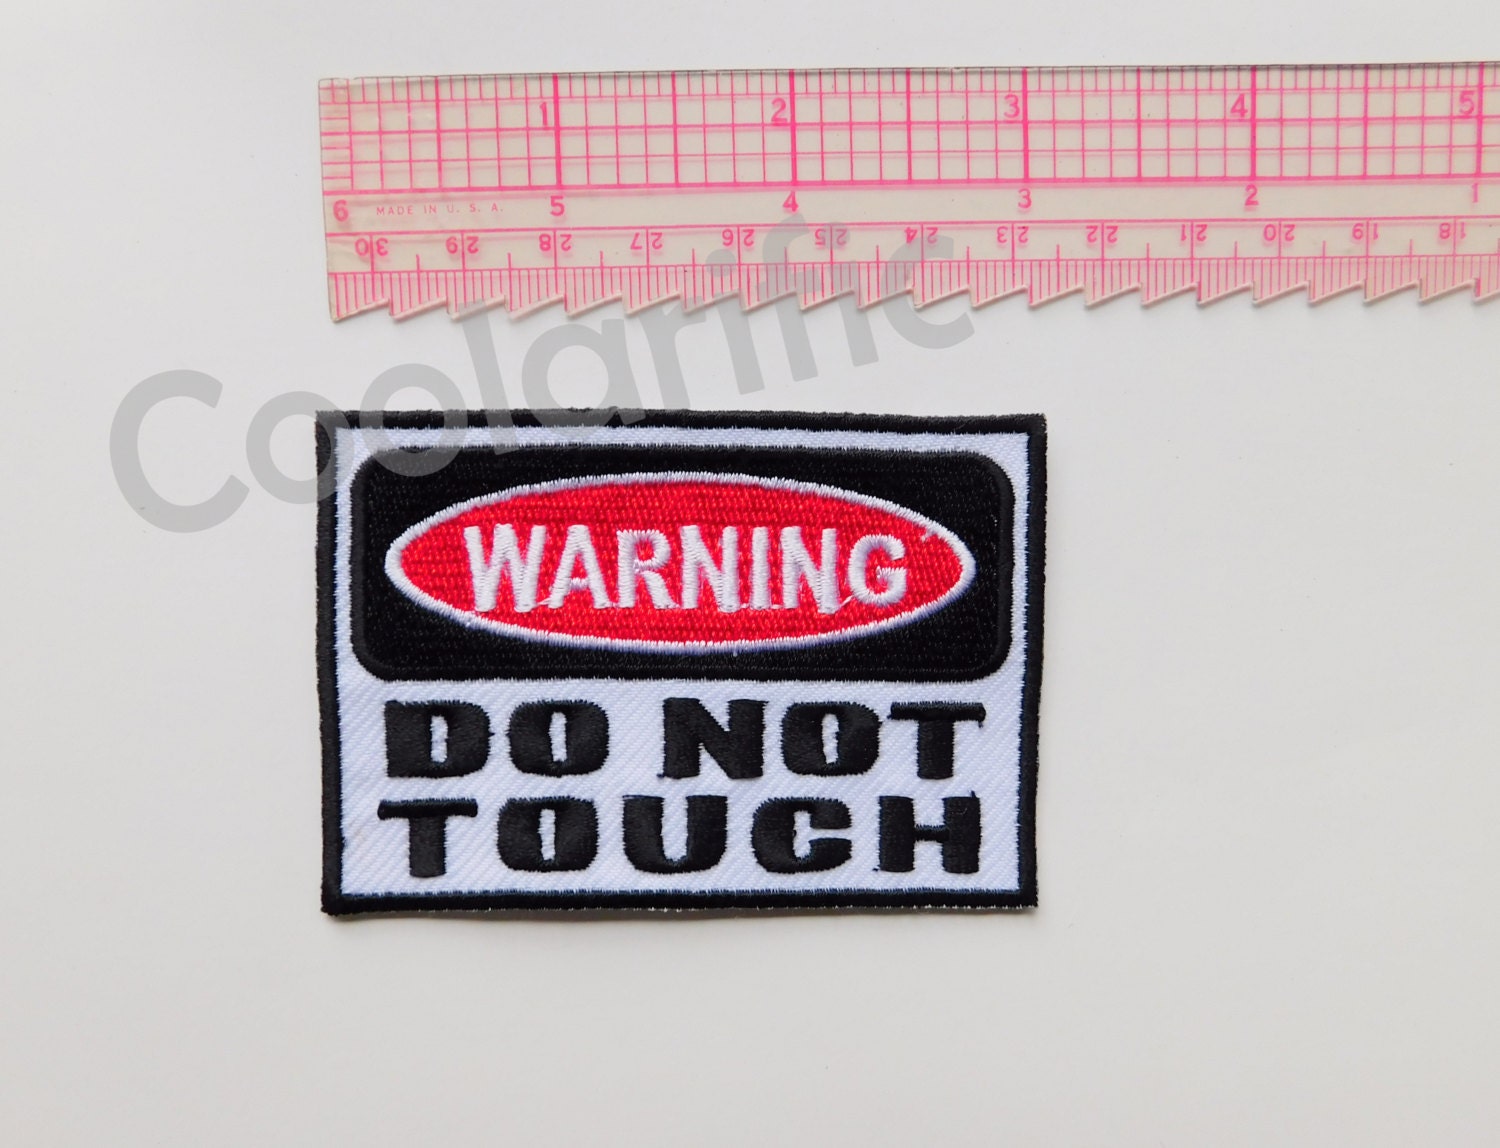 1 2 3 4 5
6 MADE IN U. S. A. 5 4 3 2 1
30 29 28 27 26 25 24 23 22 21 20 19 18
Coolarific
WARNING
DO NOT
TOUCH